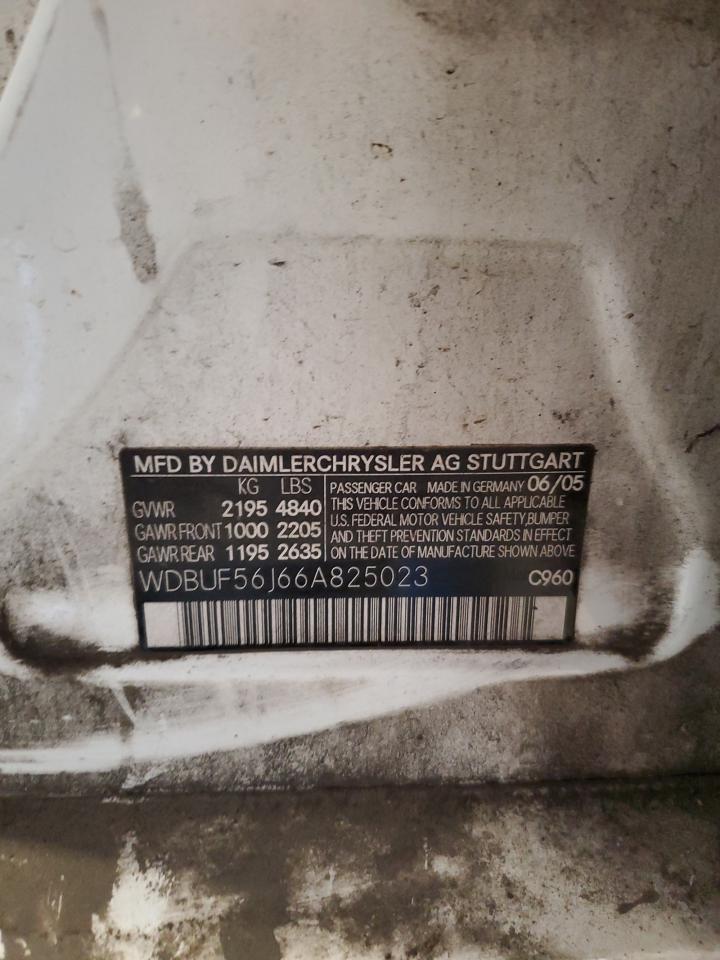 MFD BY DAIMLERCHRYSLER AG STUTTGART
KG LBS
GVWR 2195 4840
GAWR FRONT 1000 2205
GAWR REAR 1195 2635
PASSENGER CAR MADE IN GERMANY 06/05
THIS VEHICLE CONFORMS TO ALL APPLICABLE
U.S. FEDERAL MOTOR VEHICLE SAFETY,BUMPER
AND THEFT PREVENTION STANDARDS IN EFFECT
ON THE DATE OF MANUFACTURE SHOWN ABOVE
WDBUF56J66A825023 C960